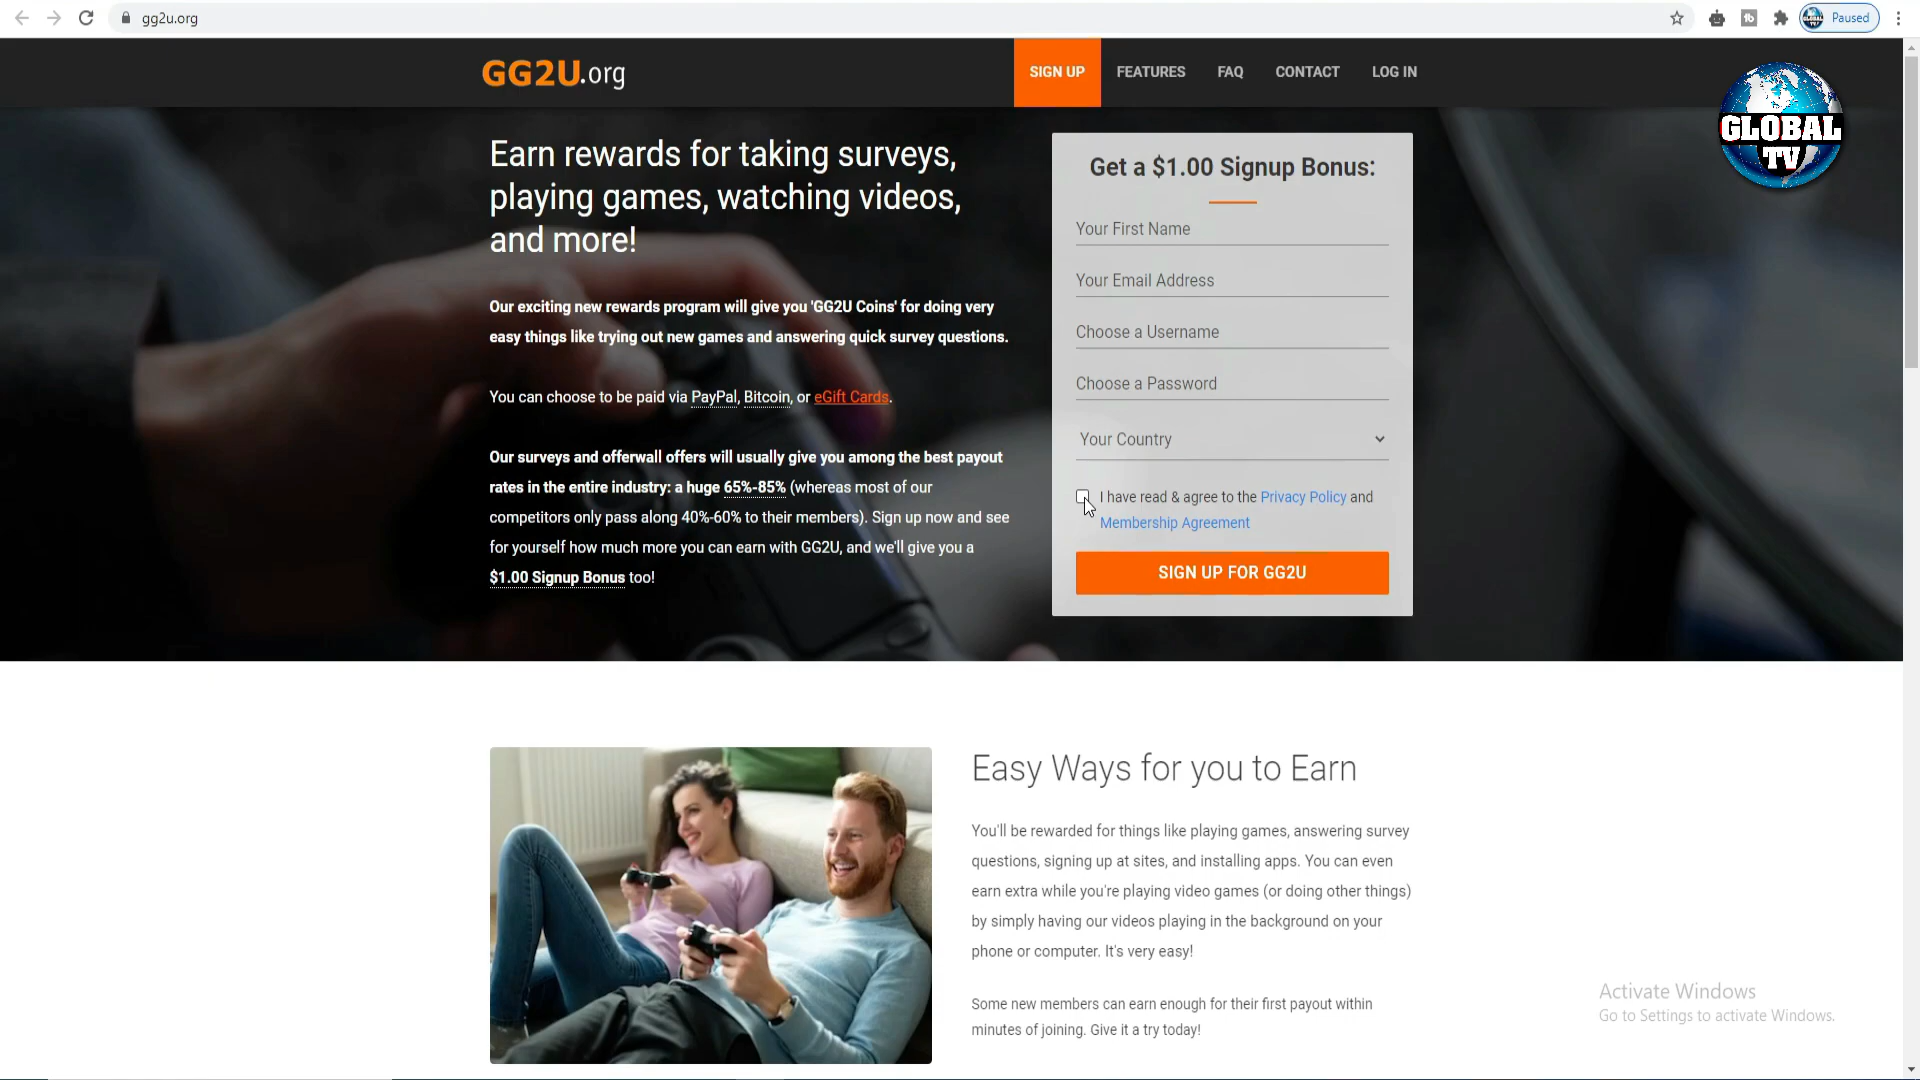 gg2u.org
Paused
GG2U.org
SIGN UP
FEATURES
FAQ
CONTACT
LOG IN
GLOBAL
TV
Earn rewards for taking surveys,
playing games, watching videos,
and more!
Our exciting new rewards program will give you 'GG2U Coins' for doing very
easy things like trying out new games and answering quick survey questions.
You can choose to be paid via PayPal, Bitcoin, or eGift Cards.
Our surveys and offerwall offers will usually give you among the best payout
rates in the entire industry: a huge 65%-85% (whereas most of our
competitors only pass along 40%-60% to their members). Sign up now and see
for yourself how much more you can earn with GG2U, and we'll give you a
$1.00 Signup Bonus too!
Get a $1.00 Signup Bonus:
Your First Name
Your Email Address
Choose a Username
Choose a Password
Your Country
I have read & agree to the Privacy Policy and
Membership Agreement
SIGN UP FOR GG2U
Easy Ways for you to Earn
You'll be rewarded for things like playing games, answering survey
questions, signing up at sites, and installing apps. You can even
earn extra while you're playing video games (or doing other things)
by simply having our videos playing in the background on your
phone or computer. It's very easy!
Some new members can earn enough for their first payout within
minutes of joining. Give it a try today!
Activate Windows
Go to Settings to activate Windows.